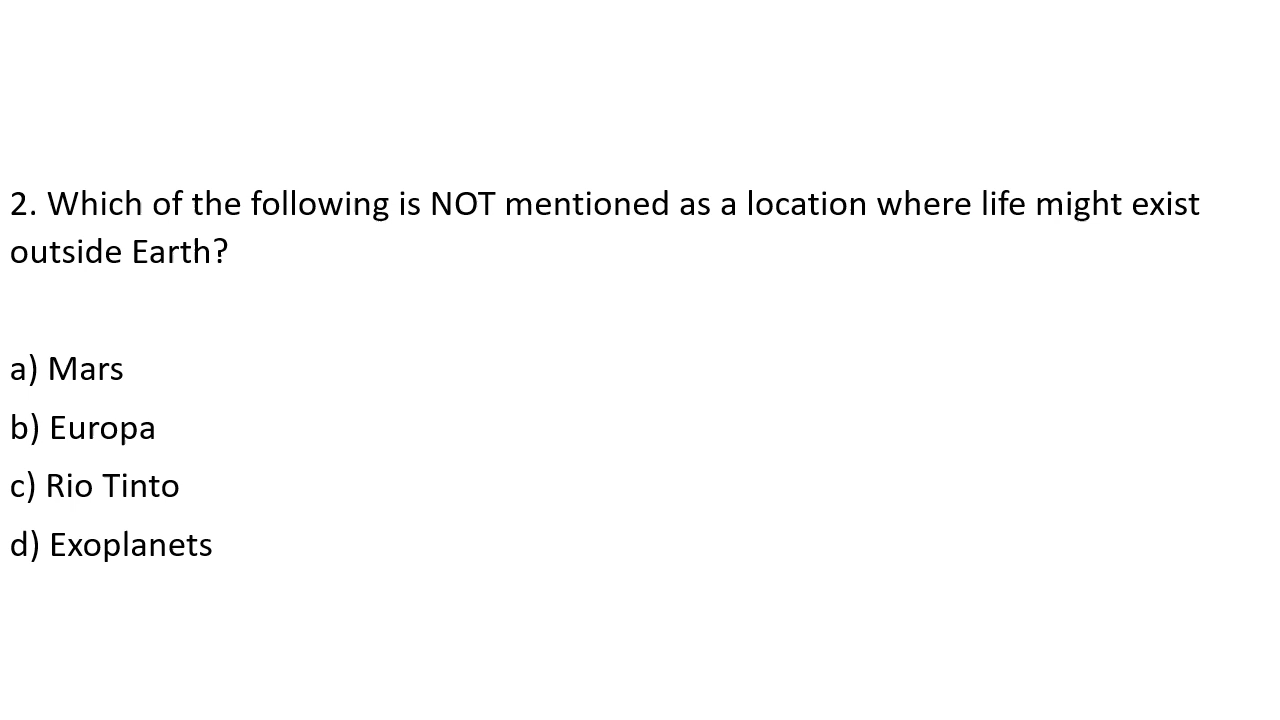 2. Which of the following is NOT mentioned as a location where life might exist
outside Earth?
a) Mars
b) Europa
c) Rio Tinto
d) Exoplanets